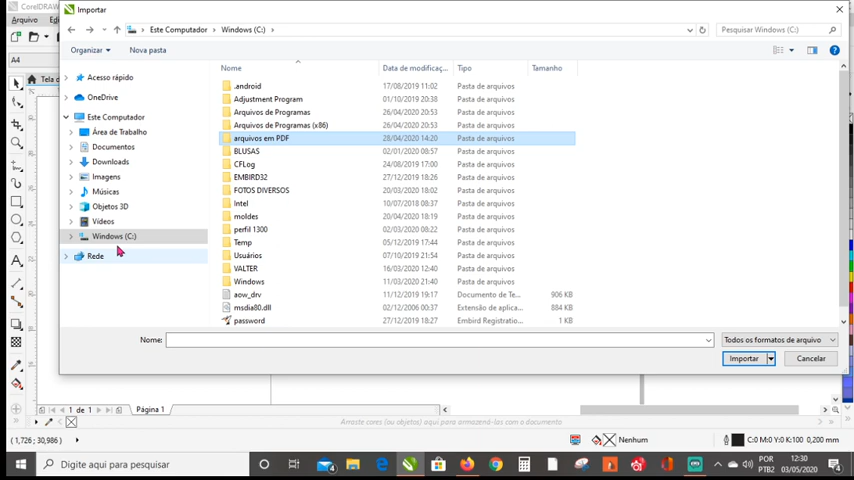 CorelDRAW
Importar
Arquivo
Este Computador
Windows (C:)
Pesquisar Windows (C:)
Organizar
Nova pasta
A4
Nome
Data de modificaç...
Tipo
Tamanho
Acesso rápido
OneDrive
Este Computador
Área de Trabalho
Documentos
Downloads
Imagens
Músicas
Objetos 3D
Vídeos
Windows (C:)
Rede
.android 17/08/2019 11:02 Pasta de arquivos
Adjustment Program 01/10/2019 20:38 Pasta de arquivos
Arquivos de Programas 26/04/2020 20:53 Pasta de arquivos
Arquivos de Programas (x86) 26/04/2020 20:53 Pasta de arquivos
arquivos em PDF 28/04/2020 14:20 Pasta de arquivos
BLUSAS 02/01/2020 08:57 Pasta de arquivos
CFLog 24/08/2019 17:00 Pasta de arquivos
EMBIRD32 27/12/2019 18:26 Pasta de arquivos
FOTOS DIVERSOS 20/03/2020 18:02 Pasta de arquivos
Intel 10/07/2018 08:37 Pasta de arquivos
moldes 20/04/2020 18:19 Pasta de arquivos
perfil 1300 02/03/2020 08:22 Pasta de arquivos
Temp 05/12/2019 17:44 Pasta de arquivos
Usuários 07/10/2019 21:54 Pasta de arquivos
VALTER 16/03/2020 12:40 Pasta de arquivos
Windows 11/03/2020 21:40 Pasta de arquivos
aow_drv 11/12/2019 19:17 Documento de Te... 906 KB
msdia80.dll 02/12/2006 00:37 Extensão de aplica... 884 KB
password 27/12/2019 18:27 Embird Registratio... 1 KB
Nome:
Todos os formatos de arquivo
Importar
Cancelar
1 de 1
Página 1
Arraste cores (ou objetos) aqui para armazená-los com o documento
(1,726 ; 30,986 )
Nenhum
C:0 M:0 Y:0 K:100 0,200 mm
Digite aqui para pesquisar
POR
PTB2
12:30
03/05/2020